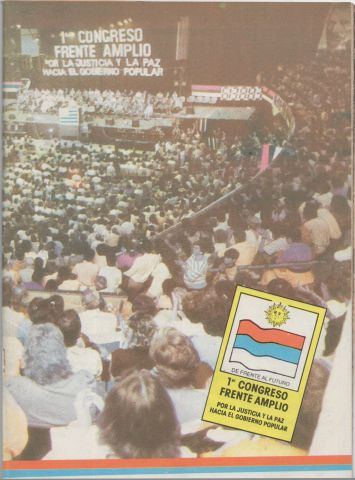 1er CONGRESO
FRENTE AMPLIO
POR LA JUSTICIA Y LA PAZ
HACIA EL GOBIERNO POPULAR
DE FRENTE AL FUTURO
1er CONGRESO
FRENTE AMPLIO
POR LA JUSTICIA Y LA PAZ
HACIA EL GOBIERNO POPULAR